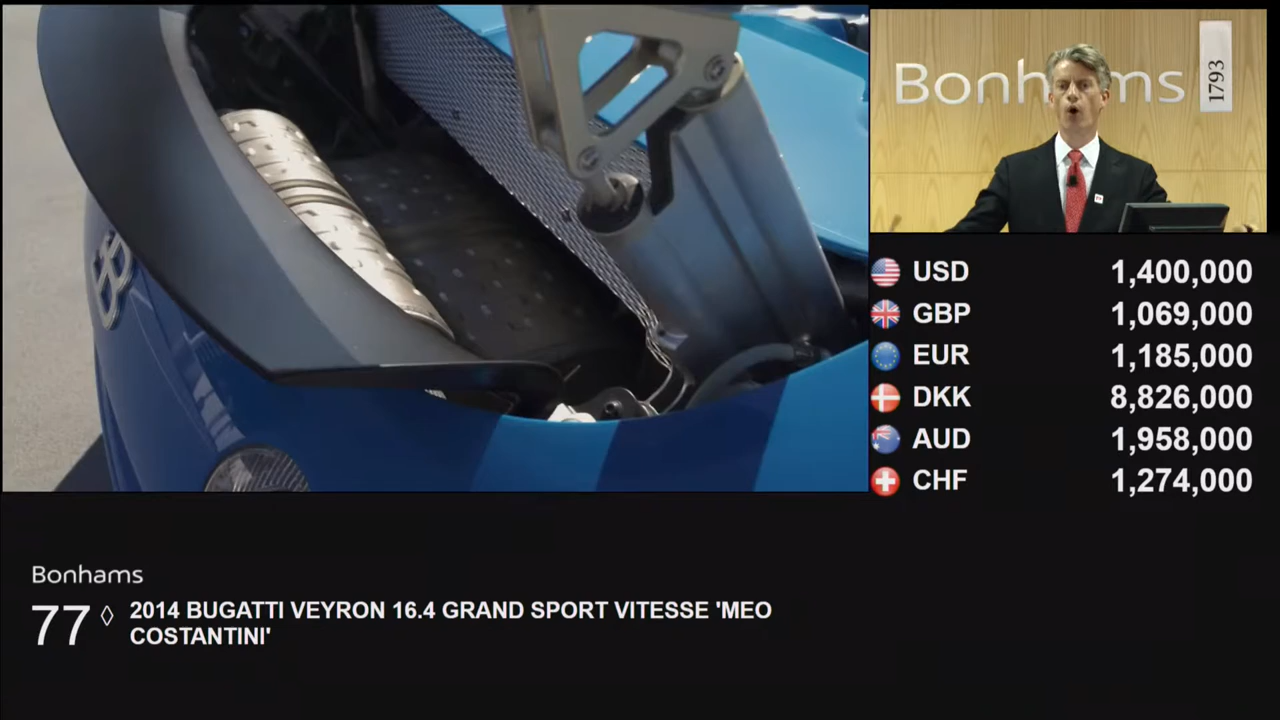 Bonhams
1793
USD 1,400,000
GBP 1,069,000
EUR 1,185,000
DKK 8,826,000
AUD 1,958,000
CHF 1,274,000
Bonhams
77 ◊ 2014 BUGATTI VEYRON 16.4 GRAND SPORT VITESSE 'MEO
COSTANTINI'